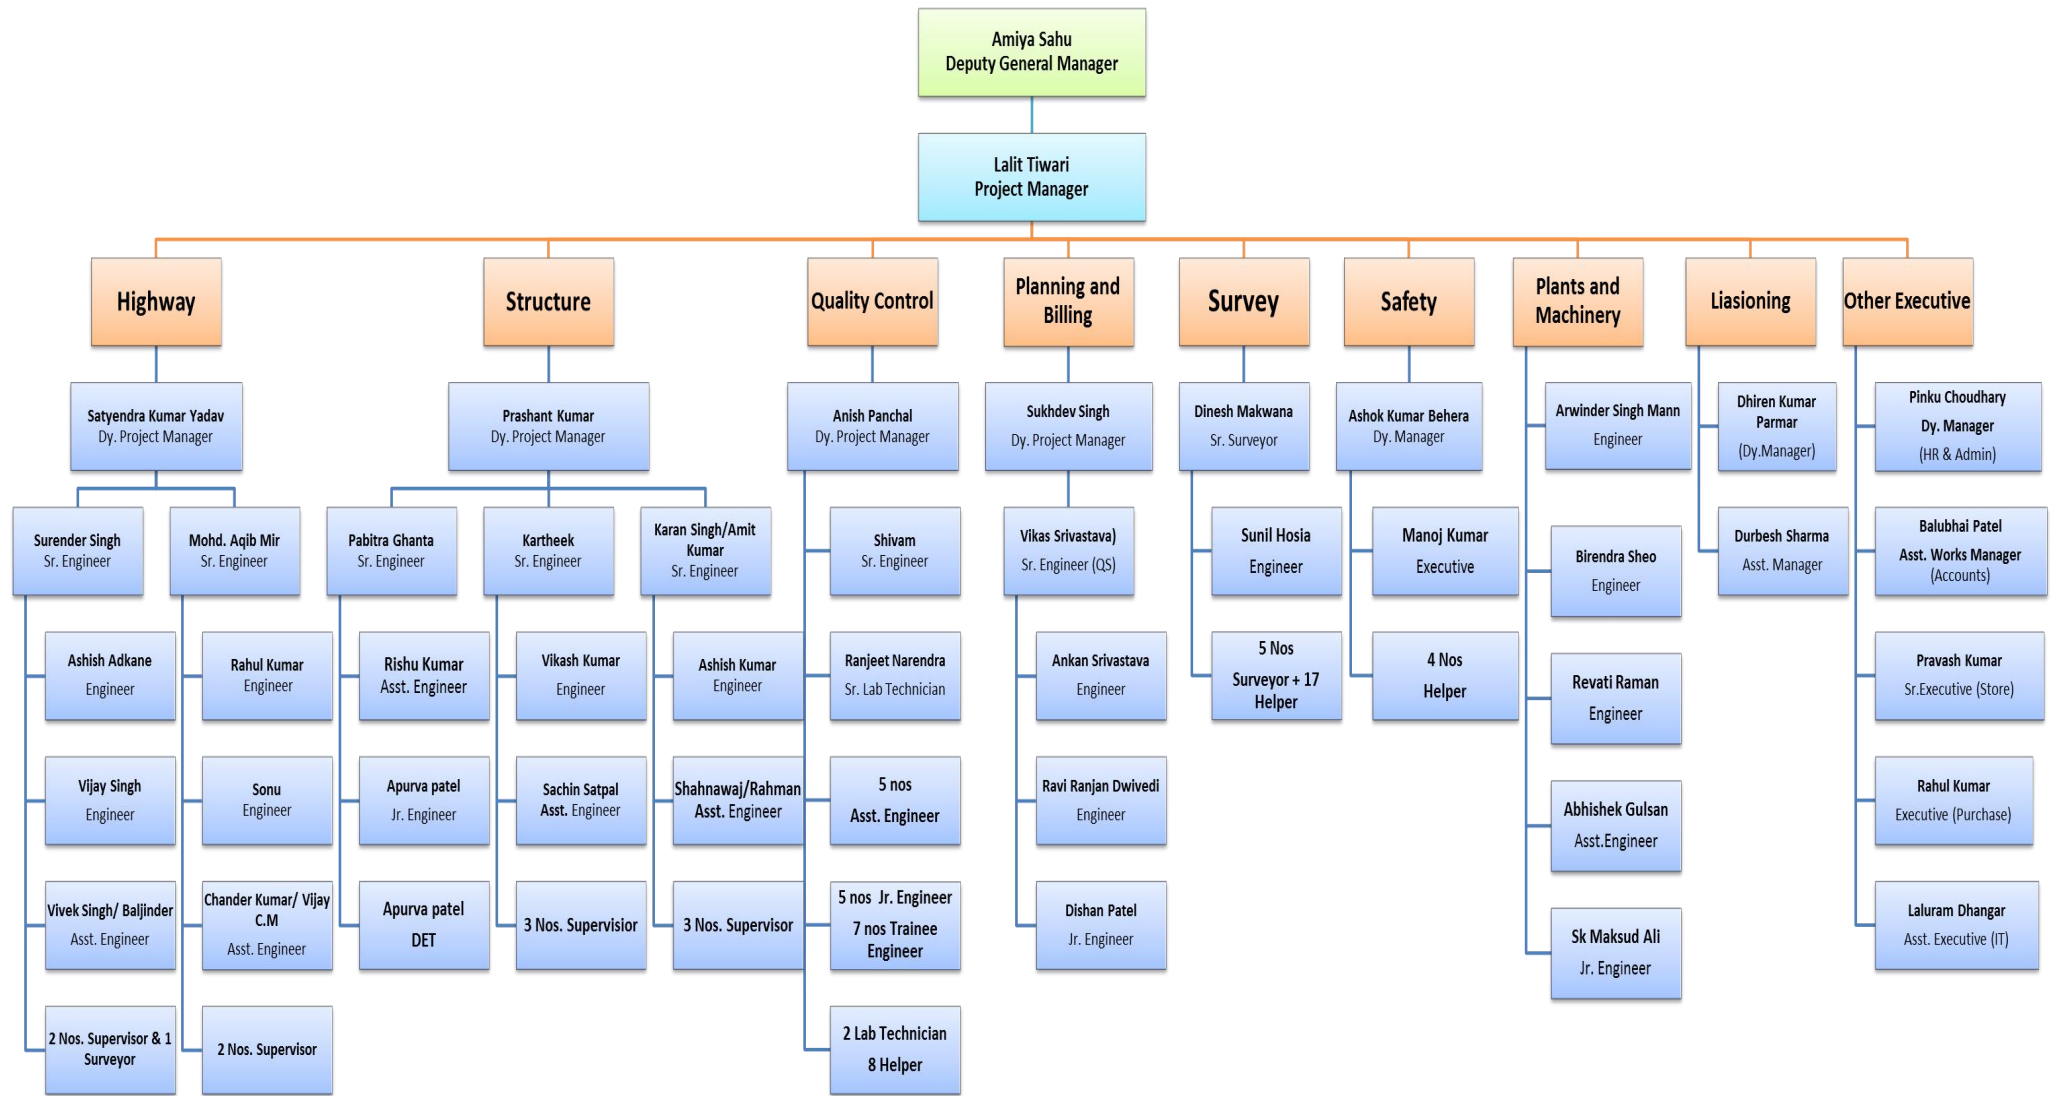 Amiya Sahu
Deputy General Manager
Lalit Tiwari
Project Manager
Highway
Satyendra Kumar Yadav
Dy. Project Manager
Surender Singh
Sr. Engineer
Ashish Adkane
Engineer
Vijay Singh
Engineer
Vivek Singh/ Baljinder
Asst. Engineer
2 Nos. Supervisor & 1
Surveyor
Mohd. Aqib Mir
Sr. Engineer
Rahul Kumar
Engineer
Sonu
Engineer
Chander Kumar/ Vijay
C.M
Asst. Engineer
2 Nos. Supervisor
Structure
Prashant Kumar
Dy. Project Manager
Pabitra Ghanta
Sr. Engineer
Rishu Kumar
Asst. Engineer
Apurva patel
Jr. Engineer
Apurva patel
DET
Kartheek
Sr. Engineer
Vikash Kumar
Engineer
Sachin Satpal
Asst. Engineer
3 Nos. Supervisior
Karan Singh/Amit
Kumar
Sr. Engineer
Ashish Kumar
Engineer
Shahnawaj/Rahman
Asst. Engineer
3 Nos. Supervisor
Quality Control
Anish Panchal
Dy. Project Manager
Shivam
Sr. Engineer
Ranjeet Narendra
Sr. Lab Technician
5 nos
Asst. Engineer
5 nos Jr. Engineer
7 nos Trainee
Engineer
2 Lab Technician
8 Helper
Planning and
Billing
Sukhdev Singh
Dy. Project Manager
Vikas Srivastava)
Sr. Engineer (QS)
Ankan Srivastava
Engineer
Ravi Ranjan Dwivedi
Engineer
Dishan Patel
Jr. Engineer
Survey
Dinesh Makwana
Sr. Surveyor
Sunil Hosia
Engineer
5 Nos
Surveyor + 17
Helper
Safety
Ashok Kumar Behera
Dy. Manager
Manoj Kumar
Executive
4 Nos
Helper
Plants and
Machinery
Arwinder Singh Mann
Engineer
Birendra Sheo
Engineer
Revati Raman
Engineer
Abhishek Gulsan
Asst.Engineer
Sk Maksud Ali
Jr. Engineer
Liasioning
Dhiren Kumar
Parmar
(Dy.Manager)
Durbesh Sharma
Asst. Manager
Other Executive
Pinku Choudhary
Dy. Manager
(HR & Admin)
Balubhai Patel
Asst. Works Manager
(Accounts)
Pravash Kumar
Sr.Executive (Store)
Rahul Kumar
Executive (Purchase)
Laluram Dhangar
Asst. Executive (IT)